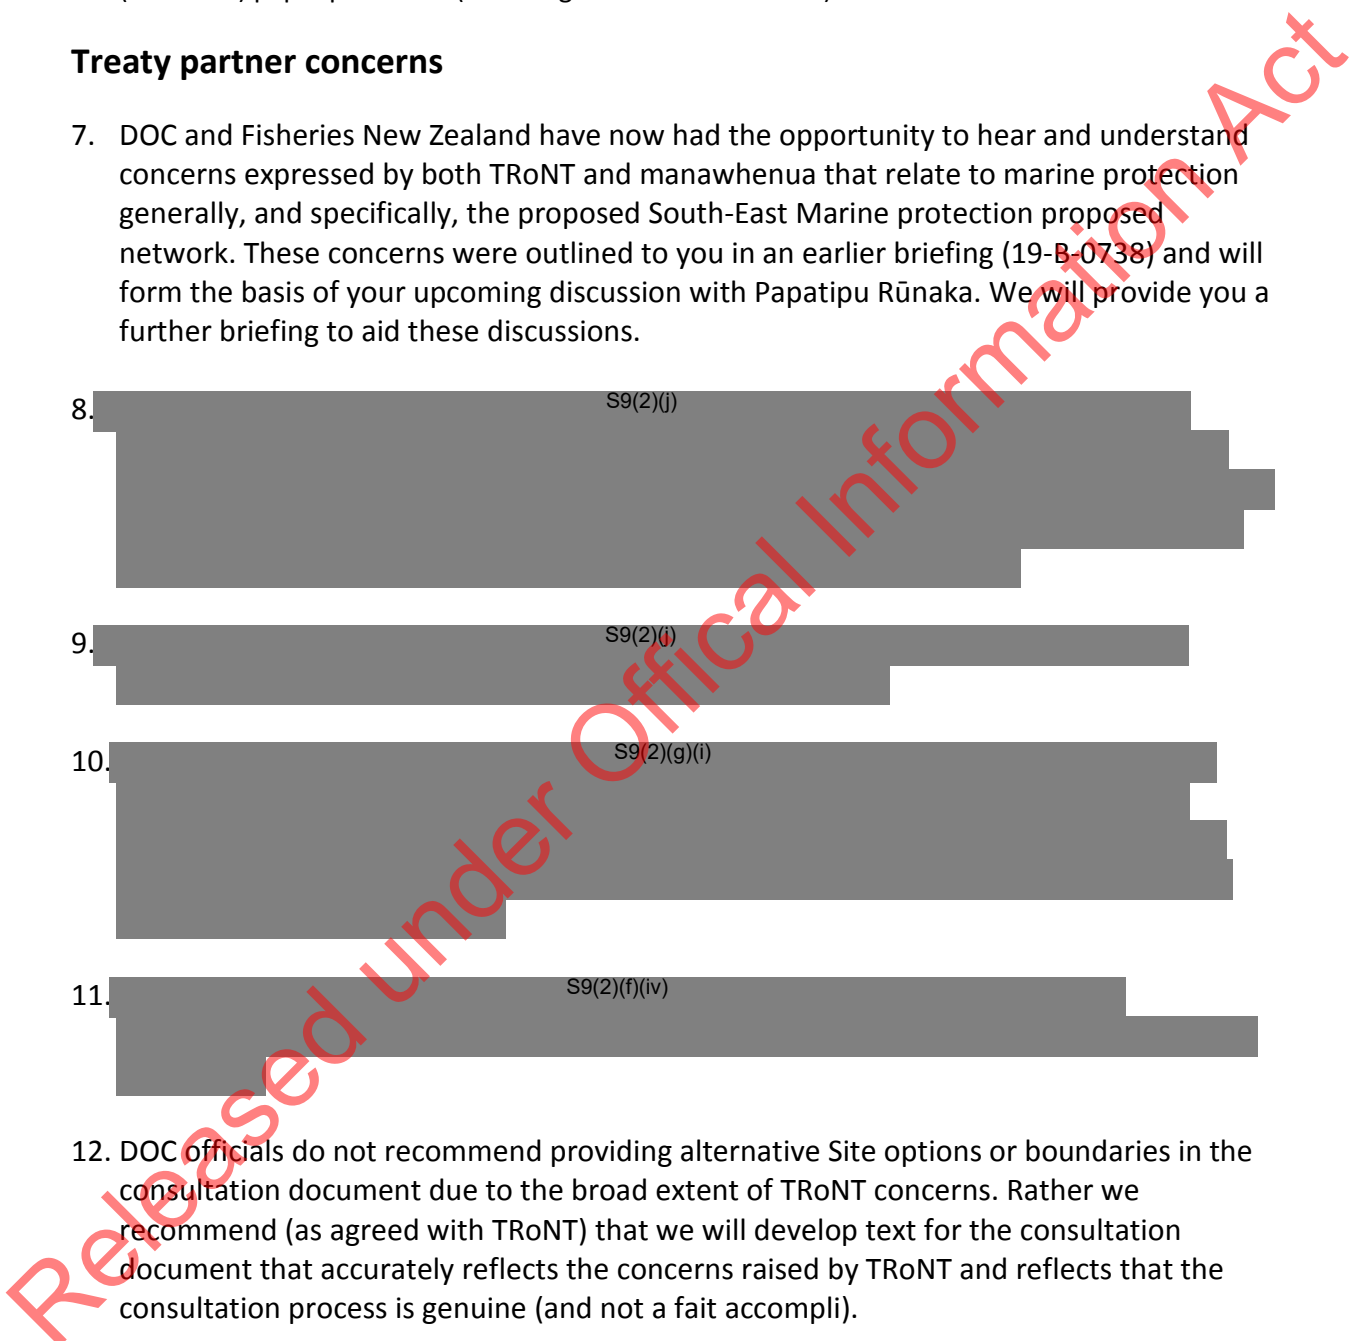 Treaty partner concerns
7. DOC and Fisheries New Zealand have now had the opportunity to hear and understand
concerns expressed by both TRoNT and manawhenua that relate to marine protection
generally, and specifically, the proposed South-East Marine protection proposed
network. These concerns were outlined to you in an earlier briefing (19-B-0738) and will
form the basis of your upcoming discussion with Papatipu Rūnaka. We will provide you a
further briefing to aid these discussions.
8. S9(2)(j)
9. S9(2)(j)
10. S9(2)(g)(i)
11. S9(2)(f)(iv)
12. DOC officials do not recommend providing alternative Site options or boundaries in the
consultation document due to the broad extent of TRoNT concerns. Rather we
recommend (as agreed with TRoNT) that we will develop text for the consultation
document that accurately reflects the concerns raised by TRoNT and reflects that the
consultation process is genuine (and not a fait accompli).
Released under Offical Information Act